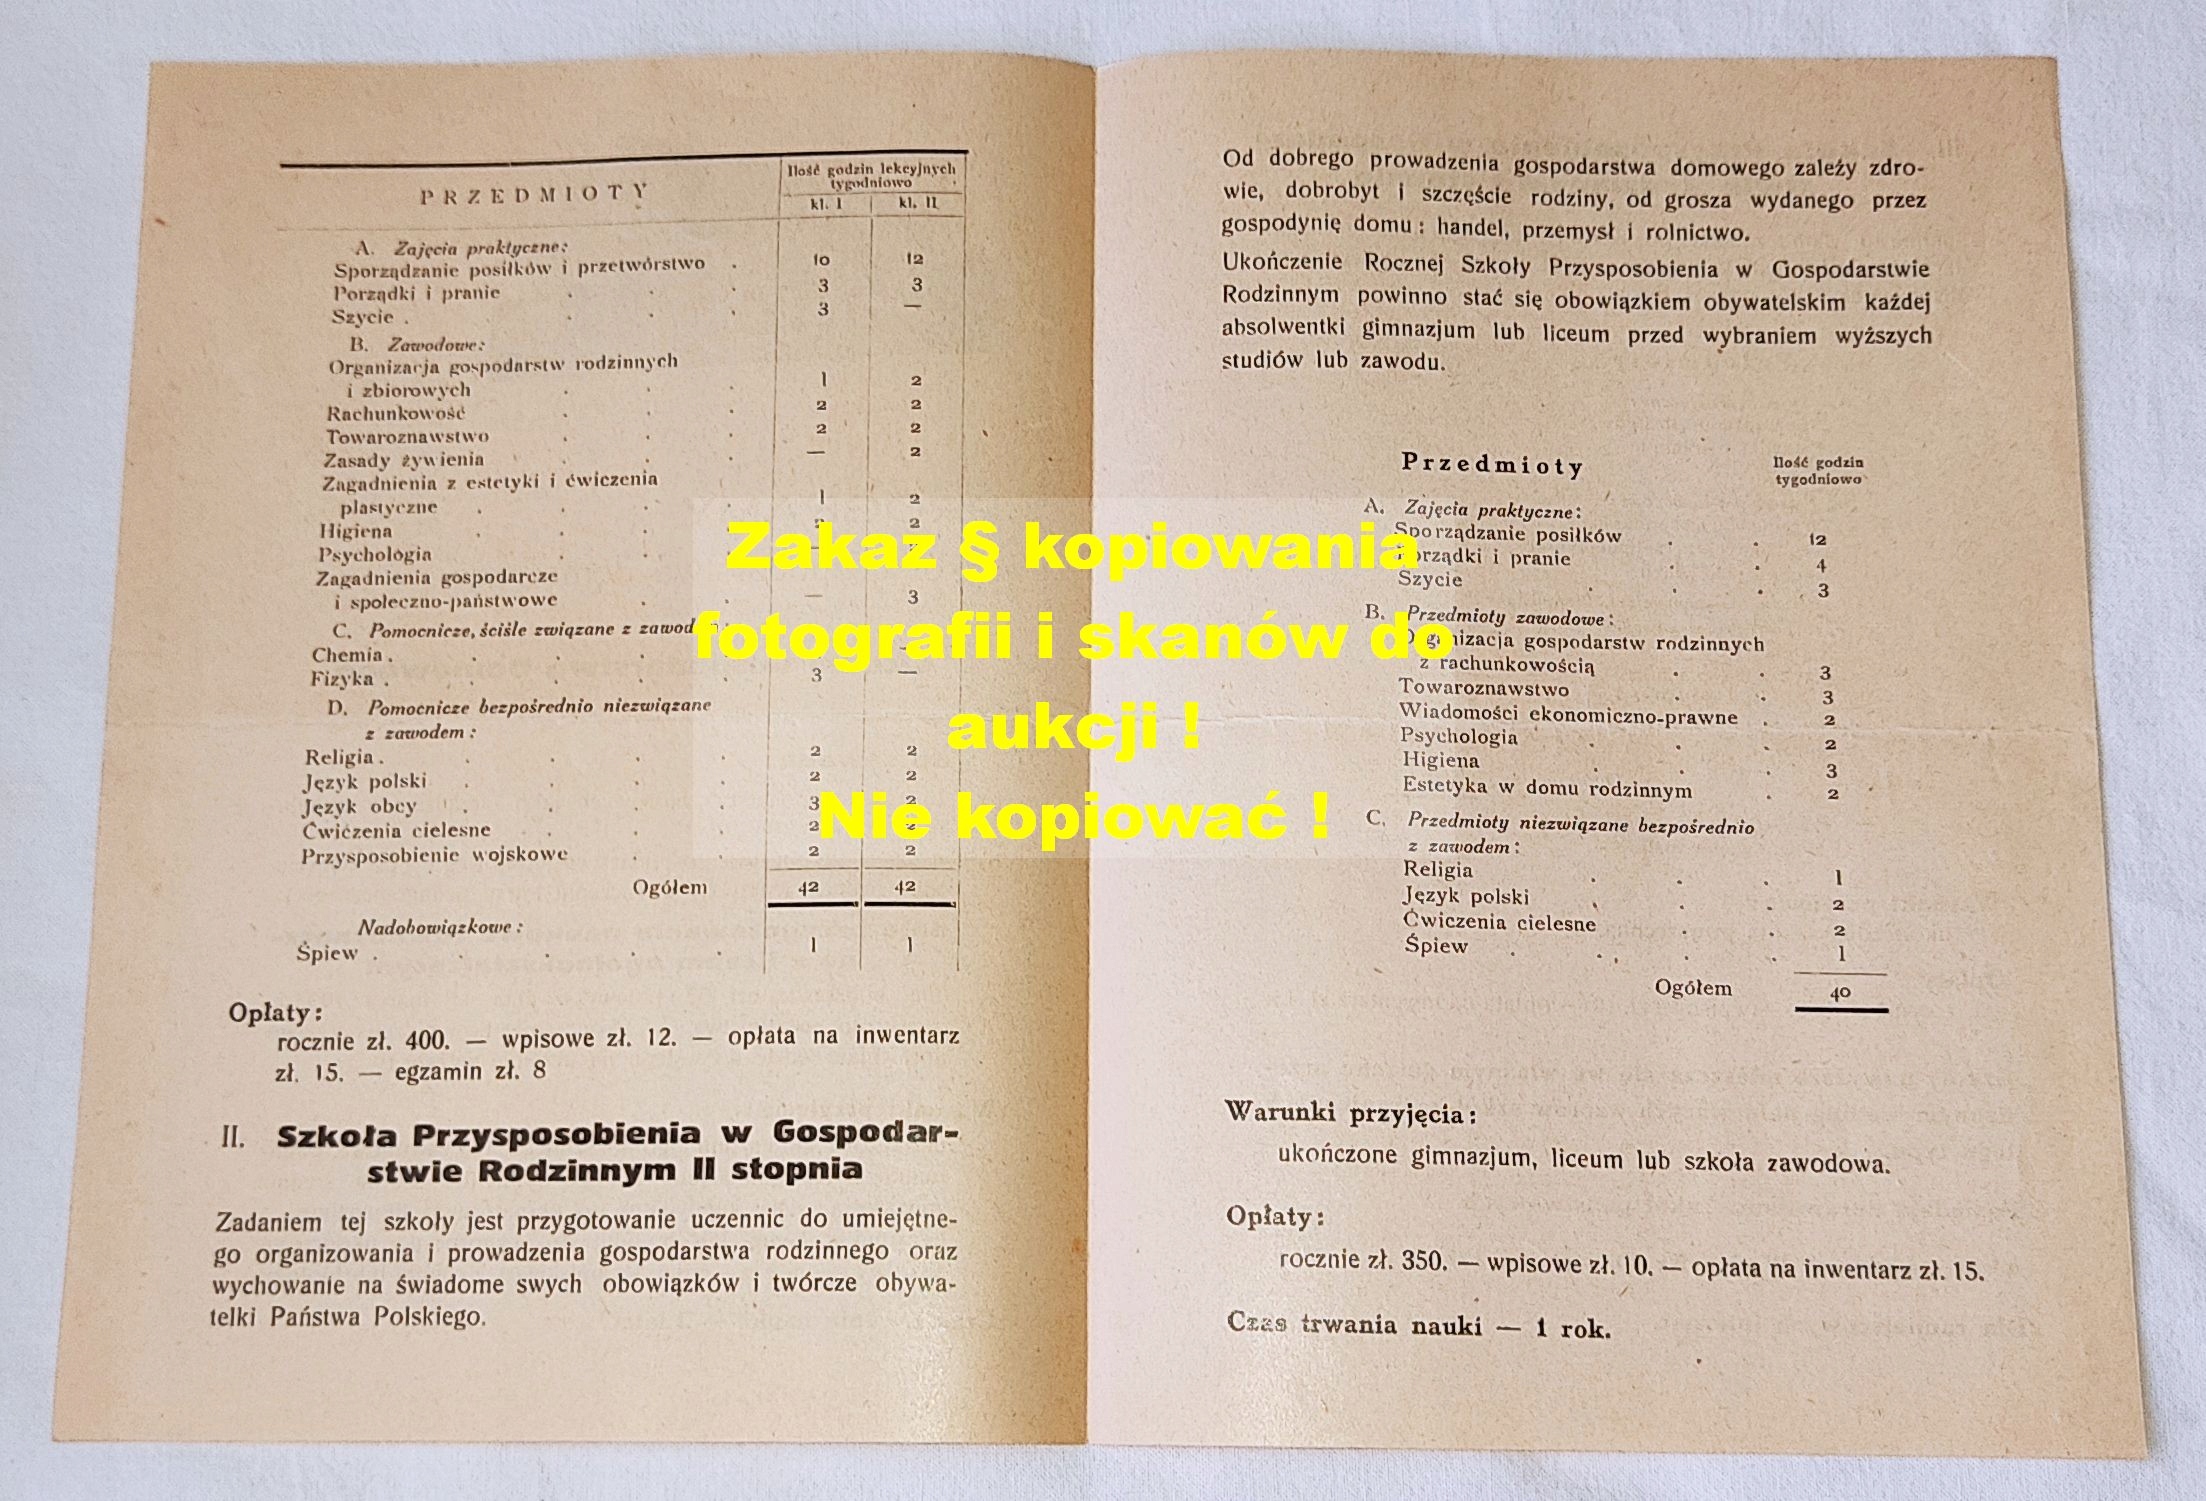 PRZEDMIOTY
Ilość godzin lekcyjnych
tygodniowo
kl. I kl. II
A. Zajęcia praktyczne:
Sporządzanie posiłków i przetwórstwo . 10 12
Porządki i pranie . . . 3 3
Szycie . . . . 3 —
B. Zawodowe:
Organizacja gospodarstw rodzinnych
i zbiorowych . . . 1 2
Rachunkowość . . . 2 2
Towaroznawstwo . . . 2 2
Zasady żywienia . . . — 2
Zagadnienia z estetyki i ćwiczenia
plastyczne . . . . 1 2
Higiena . . . 2
Psychologia . . .
Zagadnienia gospodarcze
i społeczno-państwowe . . — 3
C. Pomocnicze, ściśle związane z zawodem:
Chemia . . . .
Fizyka . . . . . 3 —
D. Pomocnicze bezpośrednio niezwiązane
z zawodem:
Religia . . . . . 2 2
Język polski . . . . 2 2
Język obcy . . . . 3 2
Ćwiczenia cielesne . . . 2 2
Przysposobienie wojskowe . . 2 2
Ogółem 42 42
Nadobowiązkowe:
Śpiew . . . . . 1 1
Opłaty:
rocznie zł. 400. — wpisowe zł. 12. — opłata na inwentarz
zł. 15. — egzamin zł. 8
II. Szkoła Przysposobienia w Gospodar-
stwie Rodzinnym II stopnia
Zadaniem tej szkoły jest przygotowanie uczennic do umiejętne-
go organizowania i prowadzenia gospodarstwa rodzinnego oraz
wychowanie na świadome swych obowiązków i twórcze obywa-
telki Państwa Polskiego.
Od dobrego prowadzenia gospodarstwa domowego zależy zdro-
wie, dobrobyt i szczęście rodziny, od grosza wydanego przez
gospodynię domu: handel, przemysł i rolnictwo.
Ukończenie Rocznej Szkoły Przysposobienia w Gospodarstwie
Rodzinnym powinno stać się obowiązkiem obywatelskim każdej
absolwentki gimnazjum lub liceum przed wybraniem wyższych
studiów lub zawodu.
Przedmioty
Ilość godzin
tygodniowo
A. Zajęcia praktyczne:
Sporządzanie posiłków . . 12
Porządki i pranie . . 4
Szycie . . . 3
B. Przedmioty zawodowe:
Organizacja gospodarstw rodzinnych
z rachunkowością . . 3
Towaroznawstwo . . 3
Wiadomości ekonomiczno-prawne . 2
Psychologia . . . 2
Higiena . . . 3
Estetyka w domu rodzinnym . 2
C. Przedmioty niezwiązane bezpośrednio
z zawodem:
Religia . . . 1
Język polski . . . 2
Ćwiczenia cielesne . . 2
Śpiew . . . . 1
Ogółem 40
Warunki przyjęcia:
ukończone gimnazjum, liceum lub szkoła zawodowa.
Opłaty:
rocznie zł. 350. — wpisowe zł. 10. — opłata na inwentarz zł. 15.
Czas trwania nauki — 1 rok.
Zakaz § kopiowania
fotografii i skanów do
aukcji !
Nie kopiować !